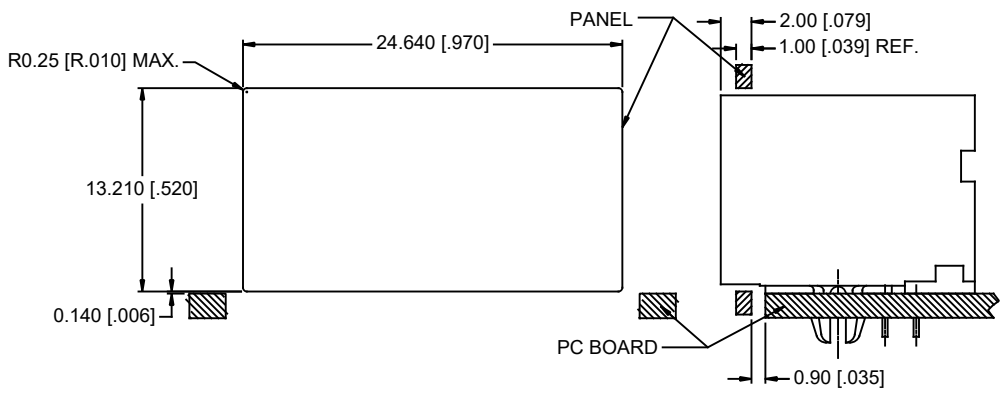 PANEL
2.00 [.079]
24.640 [.970]
1.00 [.039] REF.
R0.25 [R.010] MAX.
13.210 [.520]
0.140 [.006]
PC BOARD
0.90 [.035]